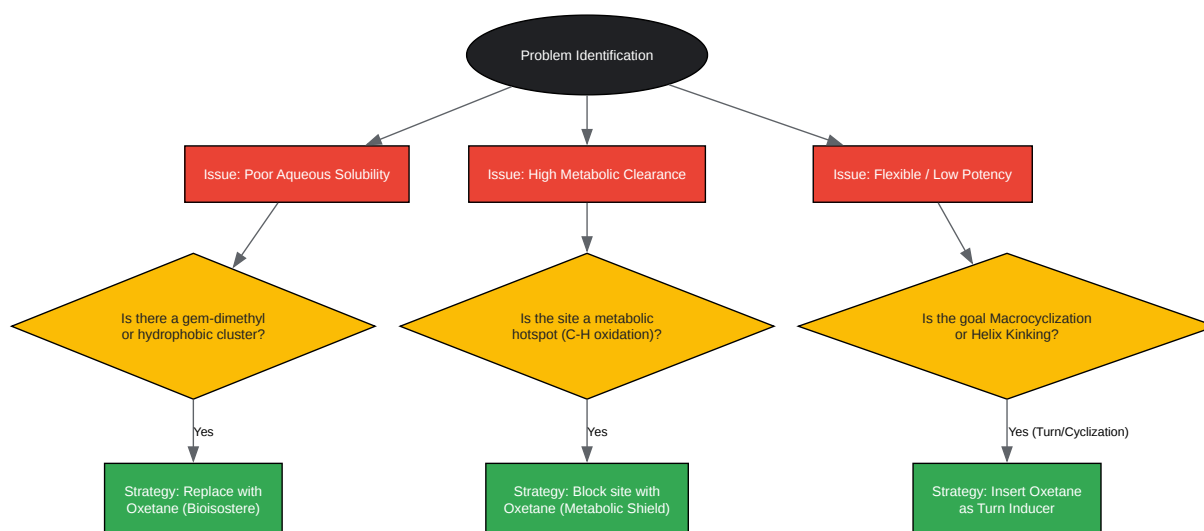 Problem Identification
Issue: Poor Aqueous Solubility
Issue: High Metabolic Clearance
Issue: Flexible / Low Potency
Is there a gem-dimethyl
or hydrophobic cluster?
Is the site a metabolic
hotspot (C-H oxidation)?
Is the goal Macrocyclization
or Helix Kinking?
Yes
Yes
Yes (Turn/Cyclization)
Strategy: Replace with
Oxetane (Bioisostere)
Strategy: Block site with
Oxetane (Metabolic Shield)
Strategy: Insert Oxetane
as Turn Inducer